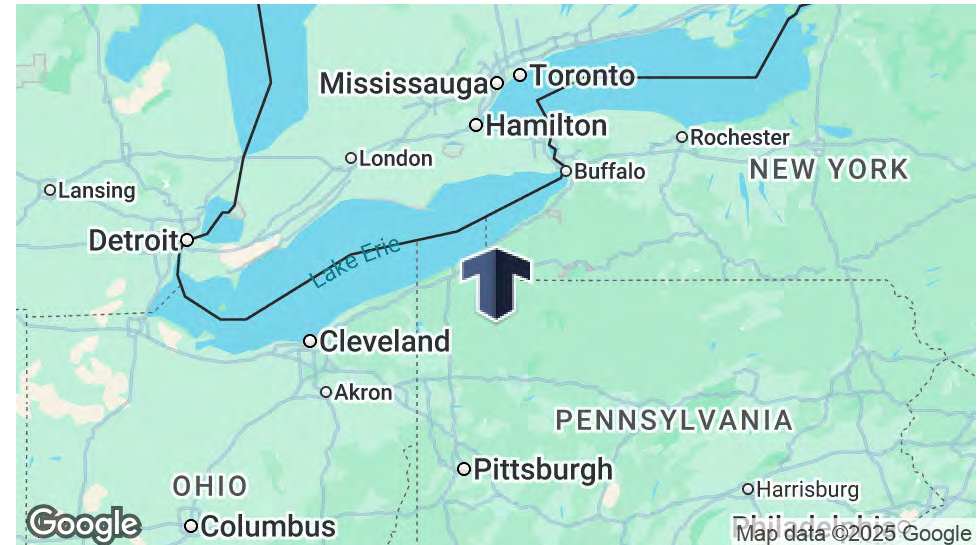 Mississauga
Toronto
Hamilton
London
Rochester
Buffalo
NEW YORK
Lansing
Detroit
Lake Erie
Cleveland
Akron
PENNSYLVANIA
Pittsburgh
OHIO
Harrisburg
Google
Columbus
Philadelphia
Map data ©2025 Google